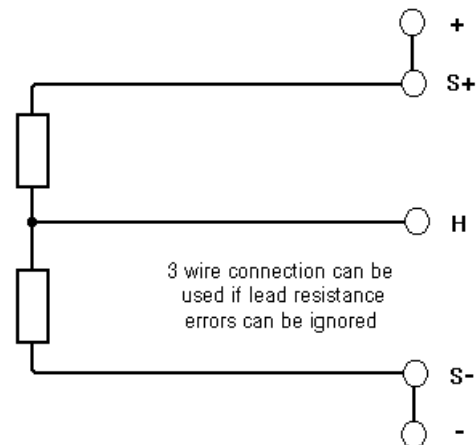 +
S+
H
3 wire connection can be
used if lead resistance
errors can be ignored
S-
-